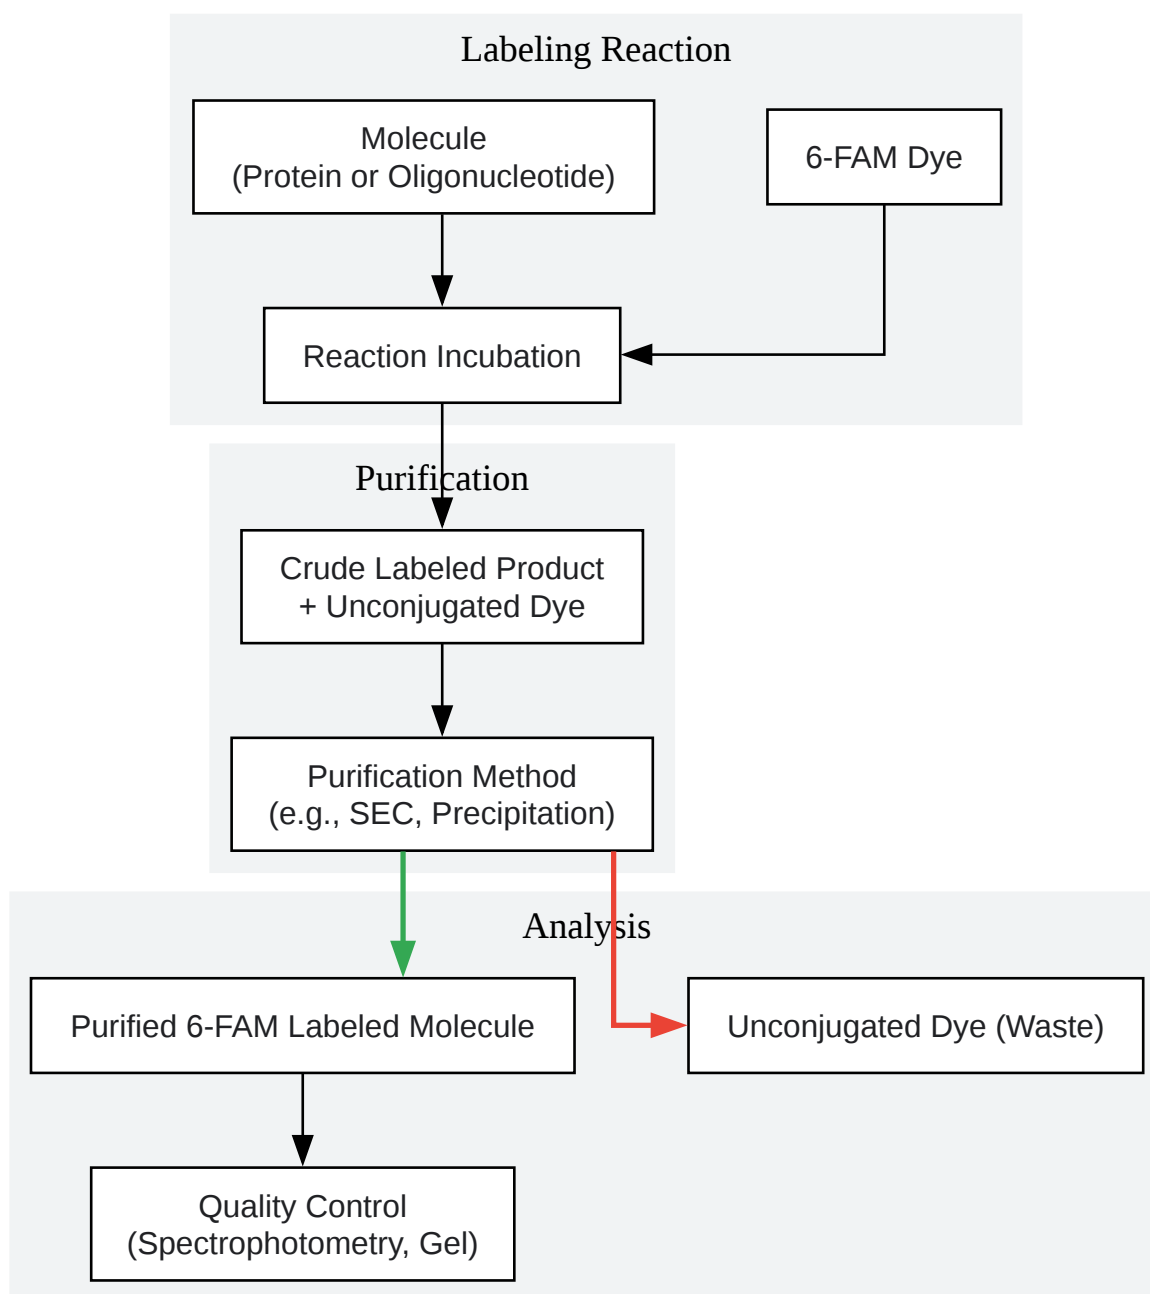 Labeling Reaction
Molecule
(Protein or Oligonucleotide)
6-FAM Dye
Reaction Incubation
Purification
Crude Labeled Product
+ Unconjugated Dye
Purification Method
(e.g., SEC, Precipitation)
Analysis
Purified 6-FAM Labeled Molecule
Unconjugated Dye (Waste)
Quality Control
(Spectrophotometry, Gel)